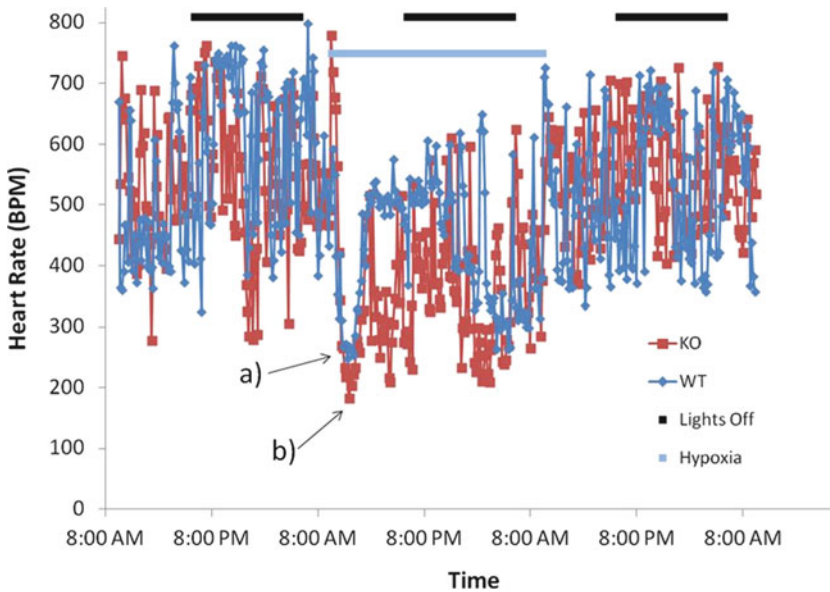 800
700
600
500
400
300
200
100
0
Heart Rate (BPM)
a)
b)
KO
WT
Lights Off
Hypoxia
8:00 AM 8:00 PM 8:00 AM 8:00 PM 8:00 AM 8:00 PM 8:00 AM
Time